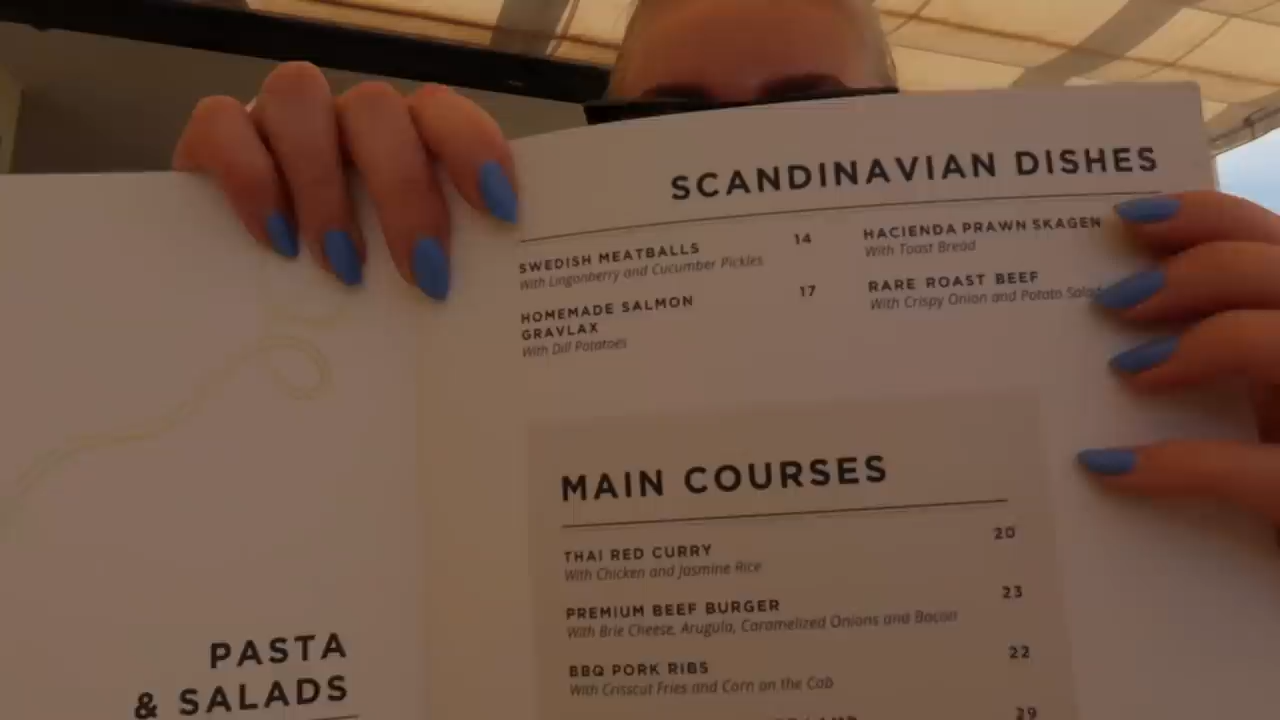 SCANDINAVIAN DISHES
SWEDISH MEATBALLS 14
With Lingonberry and Cucumber Pickles
HOMEMADE SALMON 17
GRAVLAX
With Dill Potatoes
HACIENDA PRAWN SKAGEN
With Toast Bread
RARE ROAST BEEF
With Crispy Onion and Potato Salad
MAIN COURSES
THAI RED CURRY 20
With Chicken and Jasmine Rice
PREMIUM BEEF BURGER 23
With Brie Cheese, Arugula, Caramelized Onions and Bacon
BBQ PORK RIBS 22
With Crisscut Fries and Corn on the Cob
29
PASTA
& SALADS